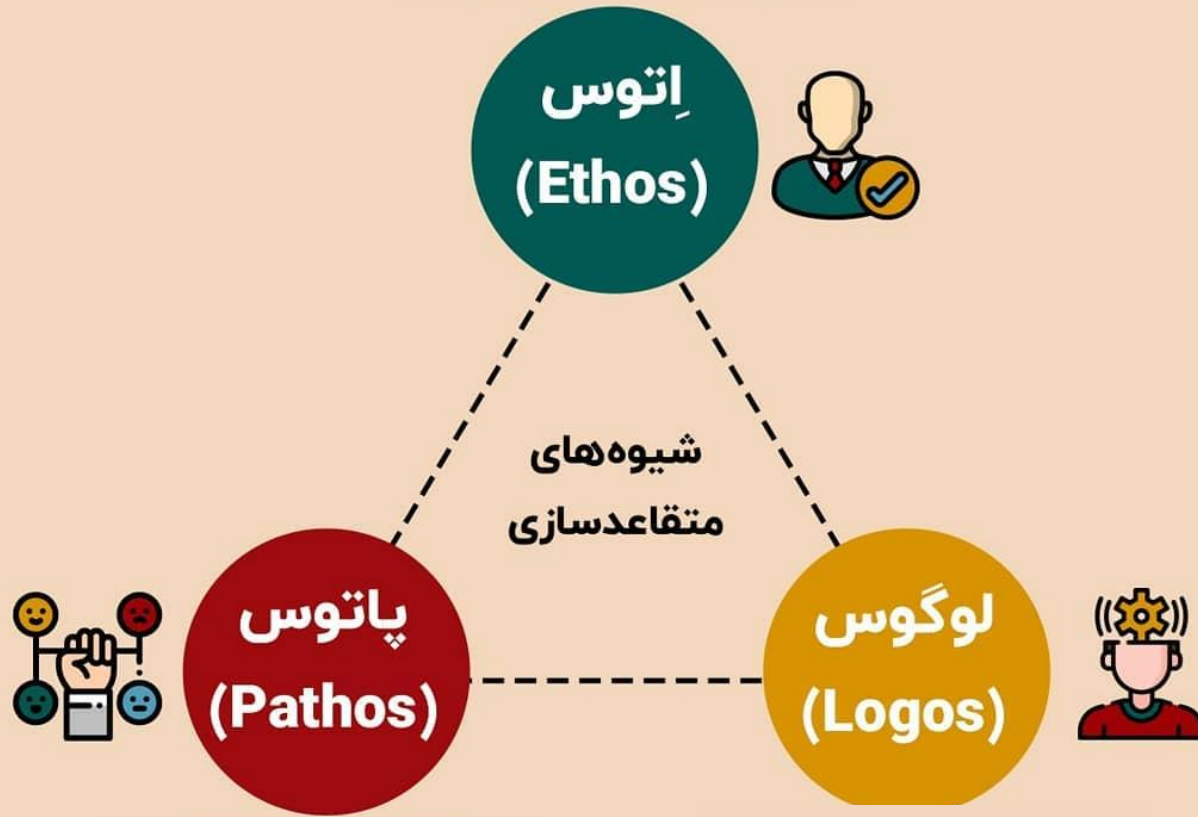 اِتوس
(Ethos)
شیوه‌های
متقاعدسازی
پاتوس
(Pathos)
لوگوس
(Logos)